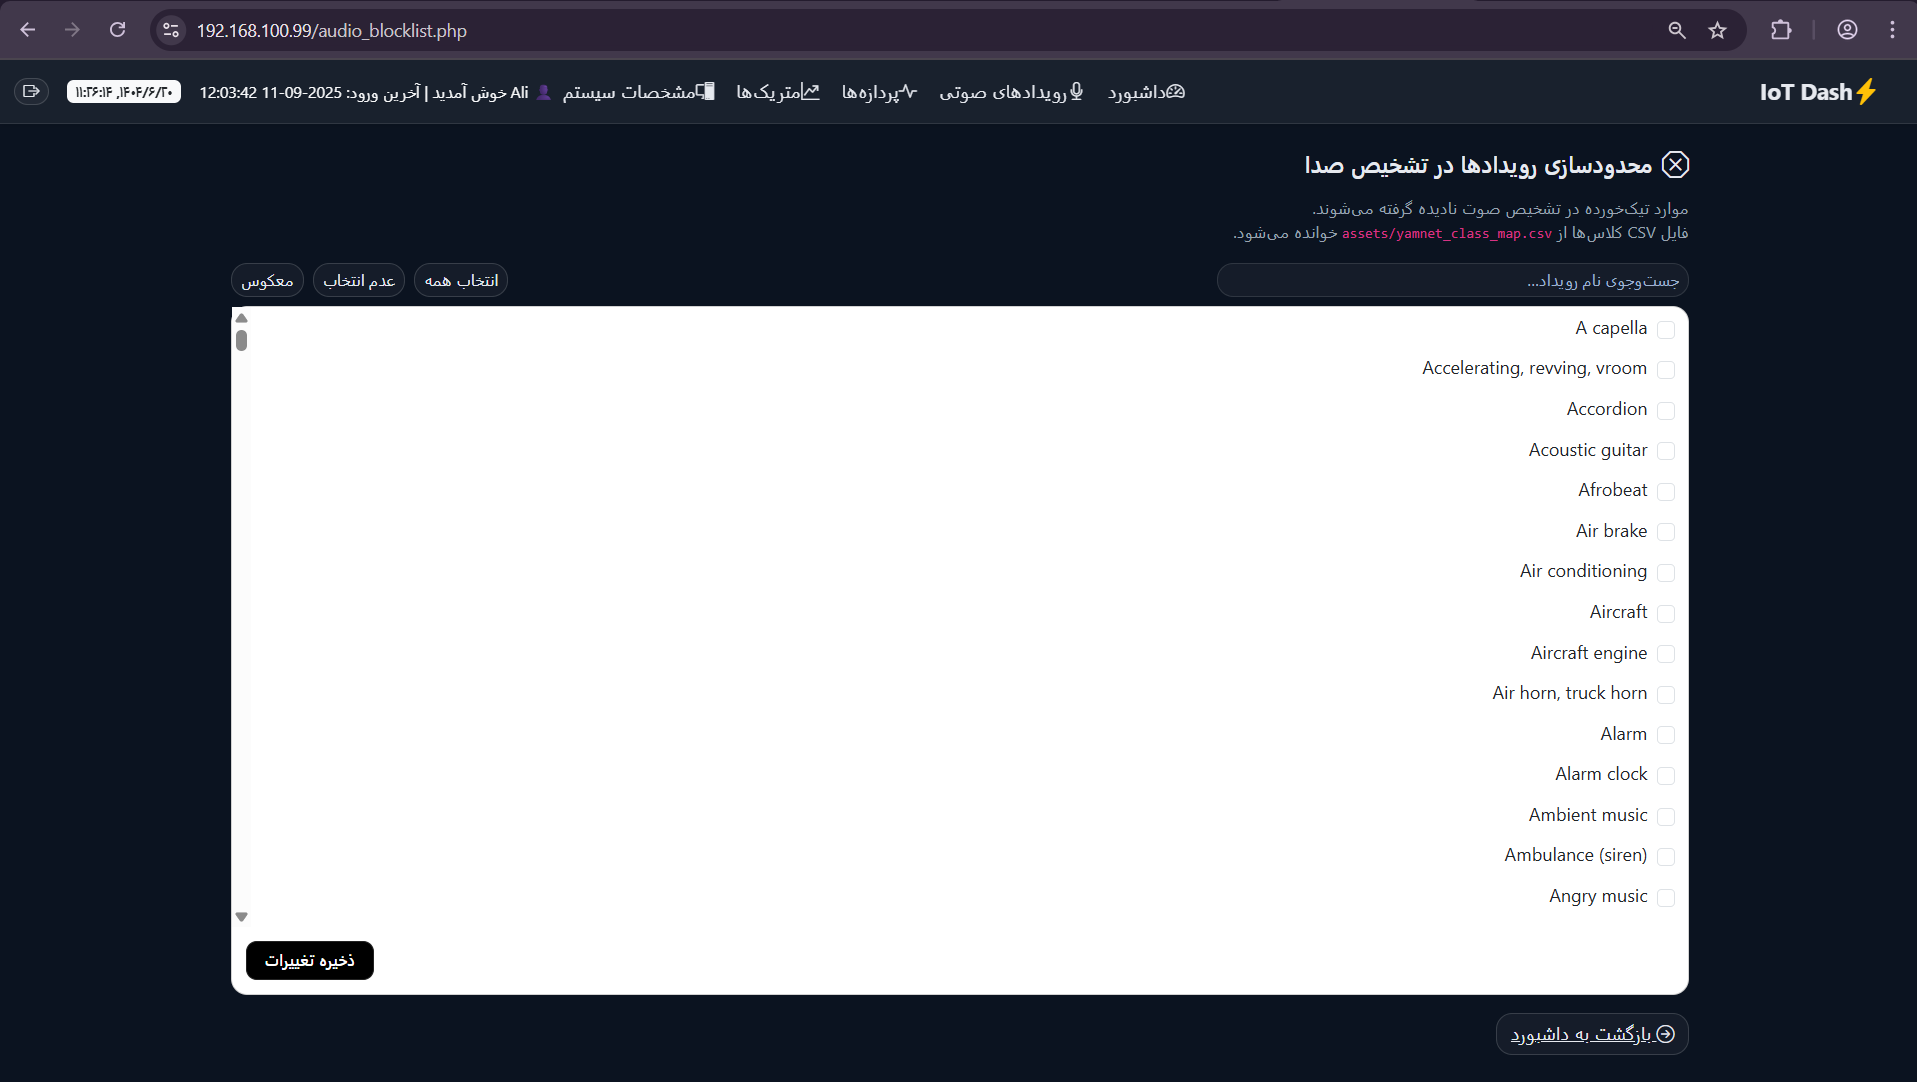 192.168.100.99/audio_blocklist.php
IoT Dash
داشبورد
رویدادهای صوتی
پردازه‌ها
متریک‌ها
مشخصات سیستم
Ali خوش آمدید | آخرین ورود: 2025-09-11 12:03:42
۱۴۰۴/۶/۲۰, ۱۱:۲۶:۱۴
محدودسازی رویدادها در تشخیص صدا
موارد تیک‌خورده در تشخیص صوت نادیده گرفته می‌شوند.
فایل CSV کلاس‌ها از assets/yamnet_class_map.csv خوانده می‌شود.
جست‌وجوی نام رویداد...
انتخاب همه
عدم انتخاب
معکوس
A capella
Accelerating, revving, vroom
Accordion
Acoustic guitar
Afrobeat
Air brake
Air conditioning
Aircraft
Aircraft engine
Air horn, truck horn
Alarm
Alarm clock
Ambient music
Ambulance (siren)
Angry music
ذخیره تغییرات
بازگشت به داشبورد